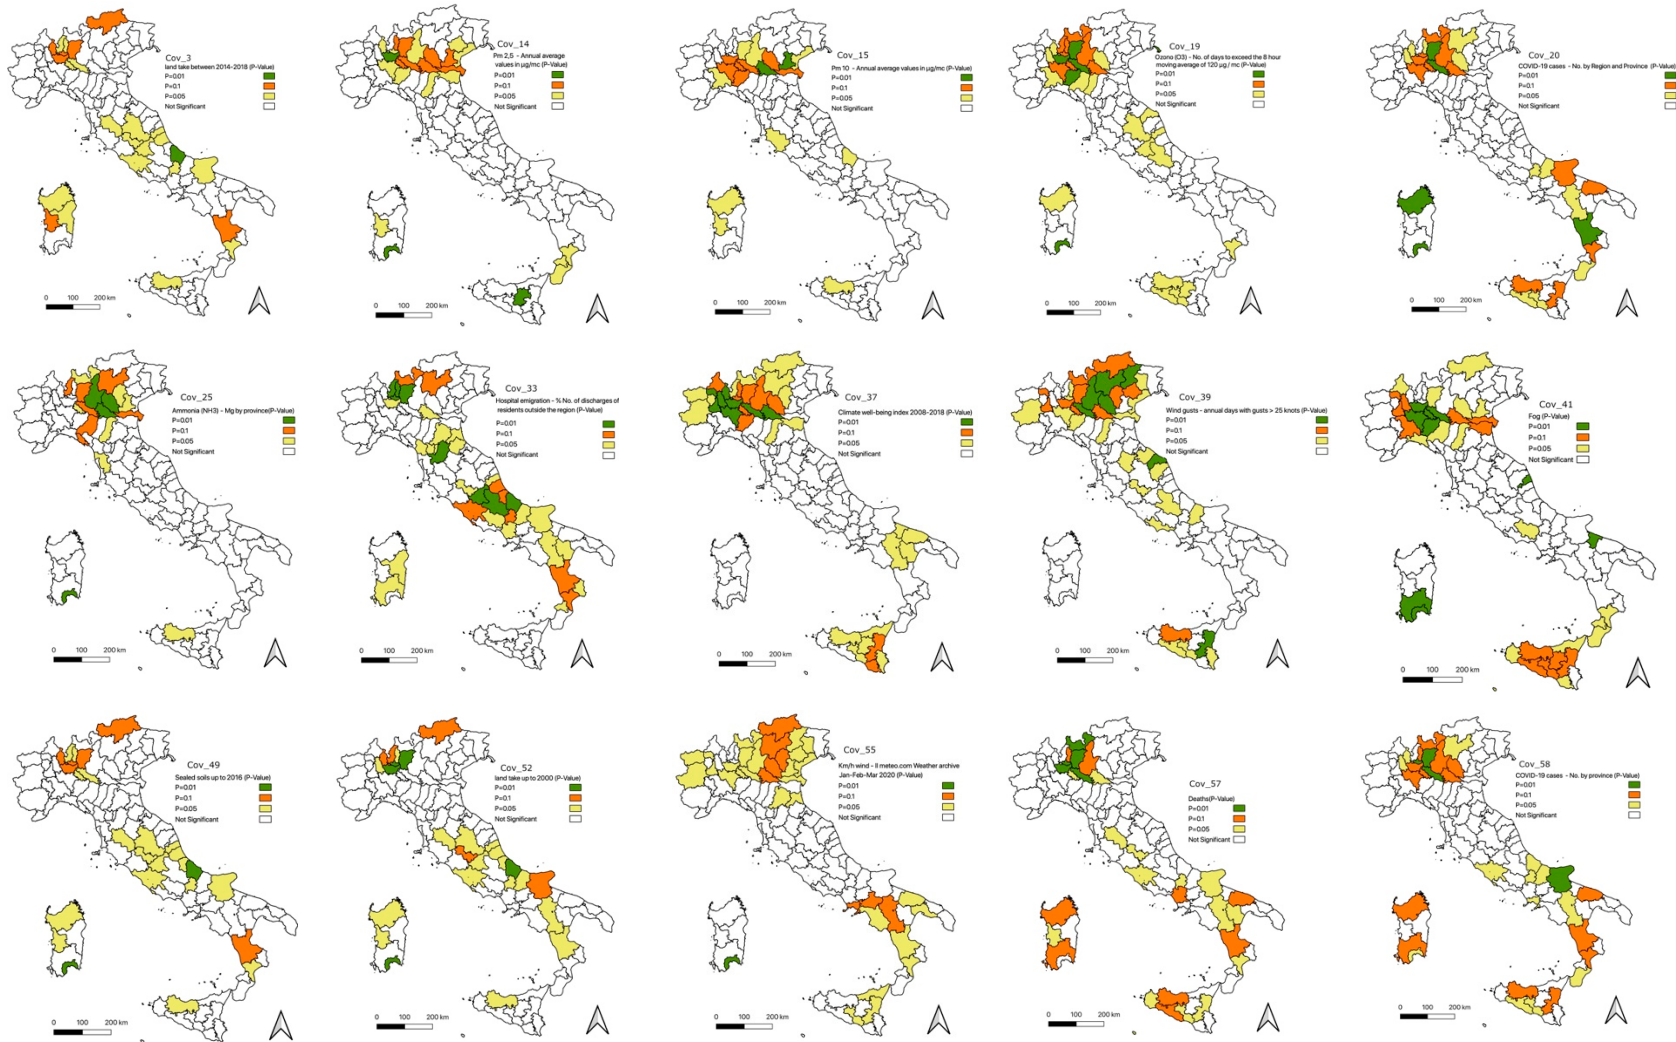 Cov_3
land take between 2014-2018 (P-Value)
P=0.01
P=0.1
P=0.05
Not Significant
0 100 200 km
Cov_14
Pm 2,5 - Annual average
values in µg/mc (P-Value)
P=0.01
P=0.1
P=0.05
Not Significant
0 100 200 km
Cov_15
Pm 10 - Annual average values in µg/mc (P-Value)
P=0.01
P=0.1
P=0.05
Not Significant
0 100 200 km
Cov_19
Ozono (O3) - No. of days to exceed the 8 hour
moving average of 120 µg / mc (P-Value)
P=0.01
P=0.1
P=0.05
Not Significant
0 100 200 km
Cov_20
COVID-19 cases - No. by Region and Province (P-Value)
P=0.01
P=0.1
P=0.05
Not Significant
0 100 200 km
Cov_25
Ammonia (NH3) - Mg by province(P-Value)
P=0.01
P=0.1
P=0.05
Not Significant
0 100 200 km
Cov_33
Hospital emigration - % No. of discharges of
residents outside the region (P-Value)
P=0.01
P=0.1
P=0.05
Not Significant
0 100 200 km
Cov_37
Climate well-being index 2008-2018 (P-Value)
P=0.01
P=0.1
P=0.05
Not Significant
0 100 200 km
Cov_39
Wind gusts - annual days with gusts > 25 knots (P-Value)
P=0.01
P=0.1
P=0.05
Not Significant
0 100 200 km
Cov_41
Fog (P-Value)
P=0.01
P=0.1
P=0.05
Not Significant
0 100 200 km
Cov_49
Sealed soils up to 2016 (P-Value)
P=0.01
P=0.1
P=0.05
Not Significant
0 100 200 km
Cov_52
land take up to 2000 (P-Value)
P=0.01
P=0.1
P=0.05
Not Significant
0 100 200 km
Cov_55
Km/h wind - Il meteo.com Weather archive
Jan-Feb-Mar 2020 (P-Value)
P=0.01
P=0.1
P=0.05
Not Significant
0 100 200 km
Cov_57
Deaths(P-Value)
P=0.01
P=0.1
P=0.05
Not Significant
0 100 200 km
Cov_58
COVID-19 cases - No. by province (P-Value)
P=0.01
P=0.1
P=0.05
Not Significant
0 100 200 km